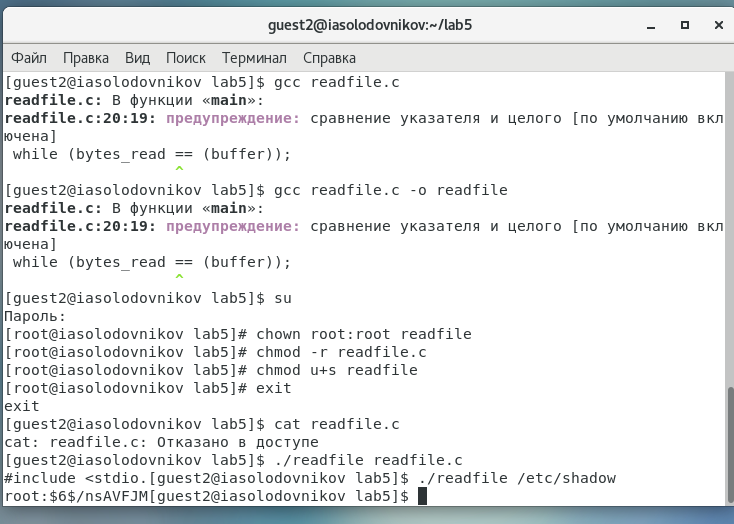 guest2@iasolodovnikov:~/lab5
Файл Правка Вид Поиск Терминал Справка
[guest2@iasolodovnikov lab5]$ gcc readfile.c
readfile.c: В функции «main»:
readfile.c:20:19: предупреждение: сравнение указателя и целого [по умолчанию вкл
ючена]
 while (bytes_read == (buffer));
^
[guest2@iasolodovnikov lab5]$ gcc readfile.c -o readfile
readfile.c: В функции «main»:
readfile.c:20:19: предупреждение: сравнение указателя и целого [по умолчанию вкл
ючена]
 while (bytes_read == (buffer));
^
[guest2@iasolodovnikov lab5]$ su
Пароль:
[root@iasolodovnikov lab5]# chown root:root readfile
[root@iasolodovnikov lab5]# chmod -r readfile.c
[root@iasolodovnikov lab5]# chmod u+s readfile
[root@iasolodovnikov lab5]# exit
exit
[guest2@iasolodovnikov lab5]$ cat readfile.c
cat: readfile.c: Отказано в доступе
[guest2@iasolodovnikov lab5]$ ./readfile readfile.c
#include <stdio.[guest2@iasolodovnikov lab5]$ ./readfile /etc/shadow
root:$6$/nsAVFJM[guest2@iasolodovnikov lab5]$